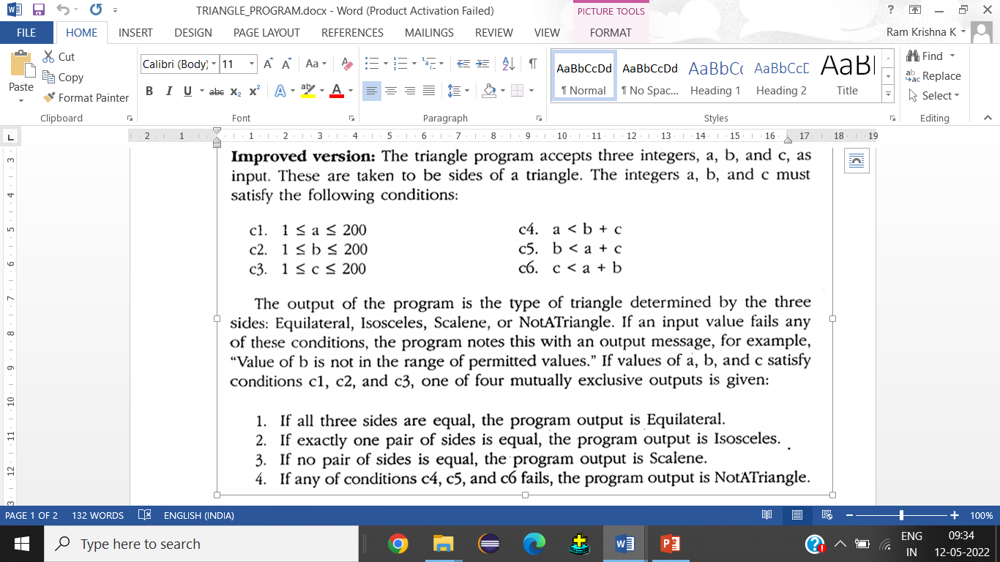 TRIANGLE_PROGRAM.docx - Word (Product Activation Failed)
PICTURE TOOLS
?
FILE HOME INSERT DESIGN PAGE LAYOUT REFERENCES MAILINGS REVIEW VIEW FORMAT
Ram Krishna K
Paste
Cut
Copy
Format Painter
Clipboard
Calibri (Body) 11
Aa
B I U abc x₂ x² A ab A
Font
Paragraph
AaBbCcDd AaBbCcDd AaBbC AaBbCcD AaBl
¶ Normal ¶ No Spac... Heading 1 Heading 2 Title
Styles
Find
Replace
Select
Editing
L
2 1 1 2 3 4 5 6 7 8 9 10 11 12 13 14 15 16 17 18 19
3
4
5
6
7
8
9
10
11
12
Improved version: The triangle program accepts three integers, a, b, and c, as
input. These are taken to be sides of a triangle. The integers a, b, and c must
satisfy the following conditions:
c1. 1 ≤ a ≤ 200 c4. a < b + c
c2. 1 ≤ b ≤ 200 c5. b < a + c
c3. 1 ≤ c ≤ 200 c6. c < a + b
The output of the program is the type of triangle determined by the three
sides: Equilateral, Isosceles, Scalene, or NotATriangle. If an input value fails any
of these conditions, the program notes this with an output message, for example,
“Value of b is not in the range of permitted values.” If values of a, b, and c satisfy
conditions c1, c2, and c3, one of four mutually exclusive outputs is given:
1. If all three sides are equal, the program output is Equilateral.
2. If exactly one pair of sides is equal, the program output is Isosceles.
3. If no pair of sides is equal, the program output is Scalene.
4. If any of conditions c4, c5, and c6 fails, the program output is NotATriangle.
PAGE 1 OF 2 132 WORDS ENGLISH (INDIA)
100%
Type here to search
ENG
IN
09:34
12-05-2022